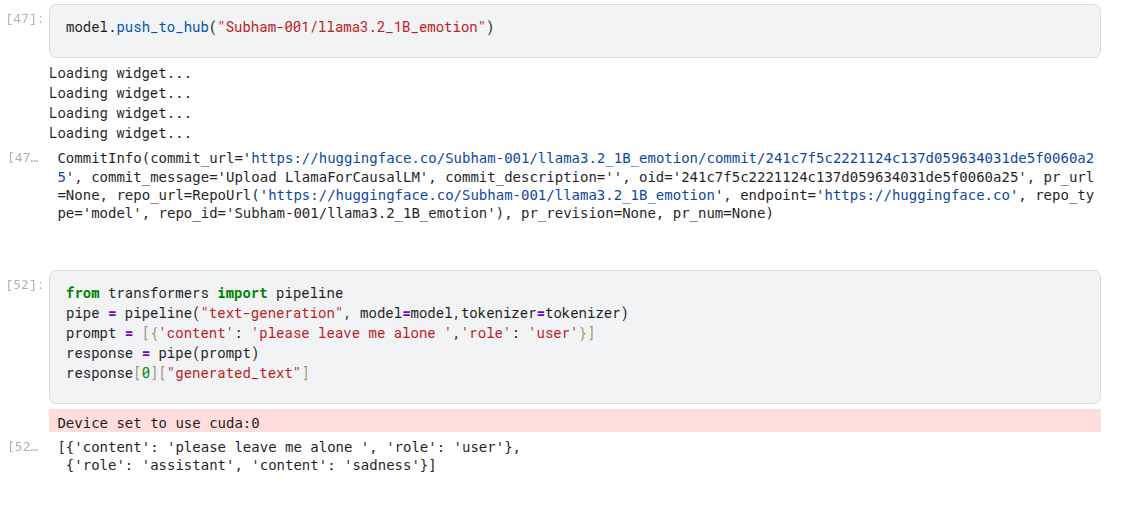 [47]:
model.push_to_hub("Subham-001/llama3.2_1B_emotion")
Loading widget...
Loading widget...
Loading widget...
Loading widget...
[47…
CommitInfo(commit_url='https://huggingface.co/Subham-001/llama3.2_1B_emotion/commit/241c7f5c2221124c137d059634031de5f0060a2
5', commit_message='Upload LlamaForCausalLM', commit_description='', oid='241c7f5c2221124c137d059634031de5f0060a25', pr_url
=None, repo_url=RepoUrl('https://huggingface.co/Subham-001/llama3.2_1B_emotion', endpoint='https://huggingface.co', repo_ty
pe='model', repo_id='Subham-001/llama3.2_1B_emotion'), pr_revision=None, pr_num=None)
[52]:
from transformers import pipeline
pipe = pipeline("text-generation", model=model,tokenizer=tokenizer)
prompt = [{'content': 'please leave me alone ','role': 'user'}]
response = pipe(prompt)
response[0]["generated_text"]
Device set to use cuda:0
[52…
[{'content': 'please leave me alone ', 'role': 'user'},
{'role': 'assistant', 'content': 'sadness'}]